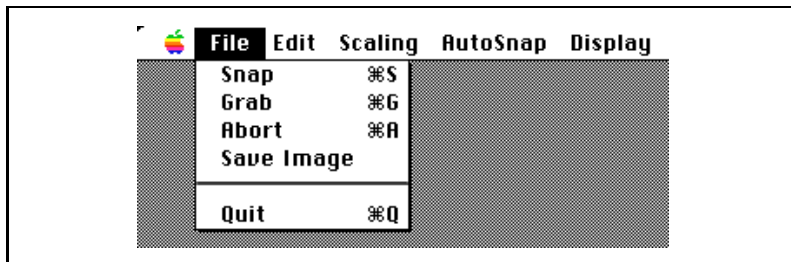 File Edit Scaling AutoSnap Display
Snap ⌘S
Grab ⌘G
Abort ⌘A
Save Image
Quit ⌘Q